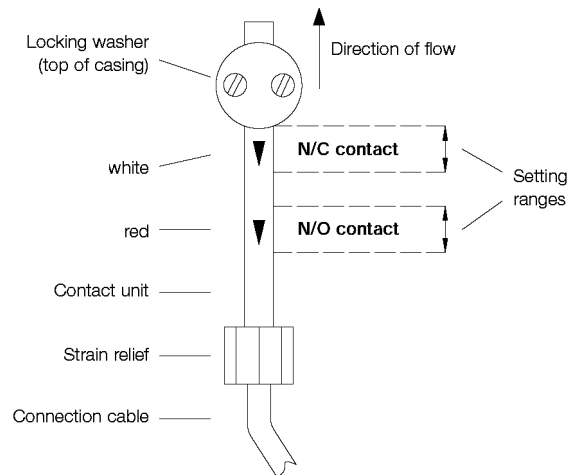 Locking washer
(top of casing)
Direction of flow
white
N/C contact
Setting
ranges
red
N/O contact
Contact unit
Strain relief
Connection cable